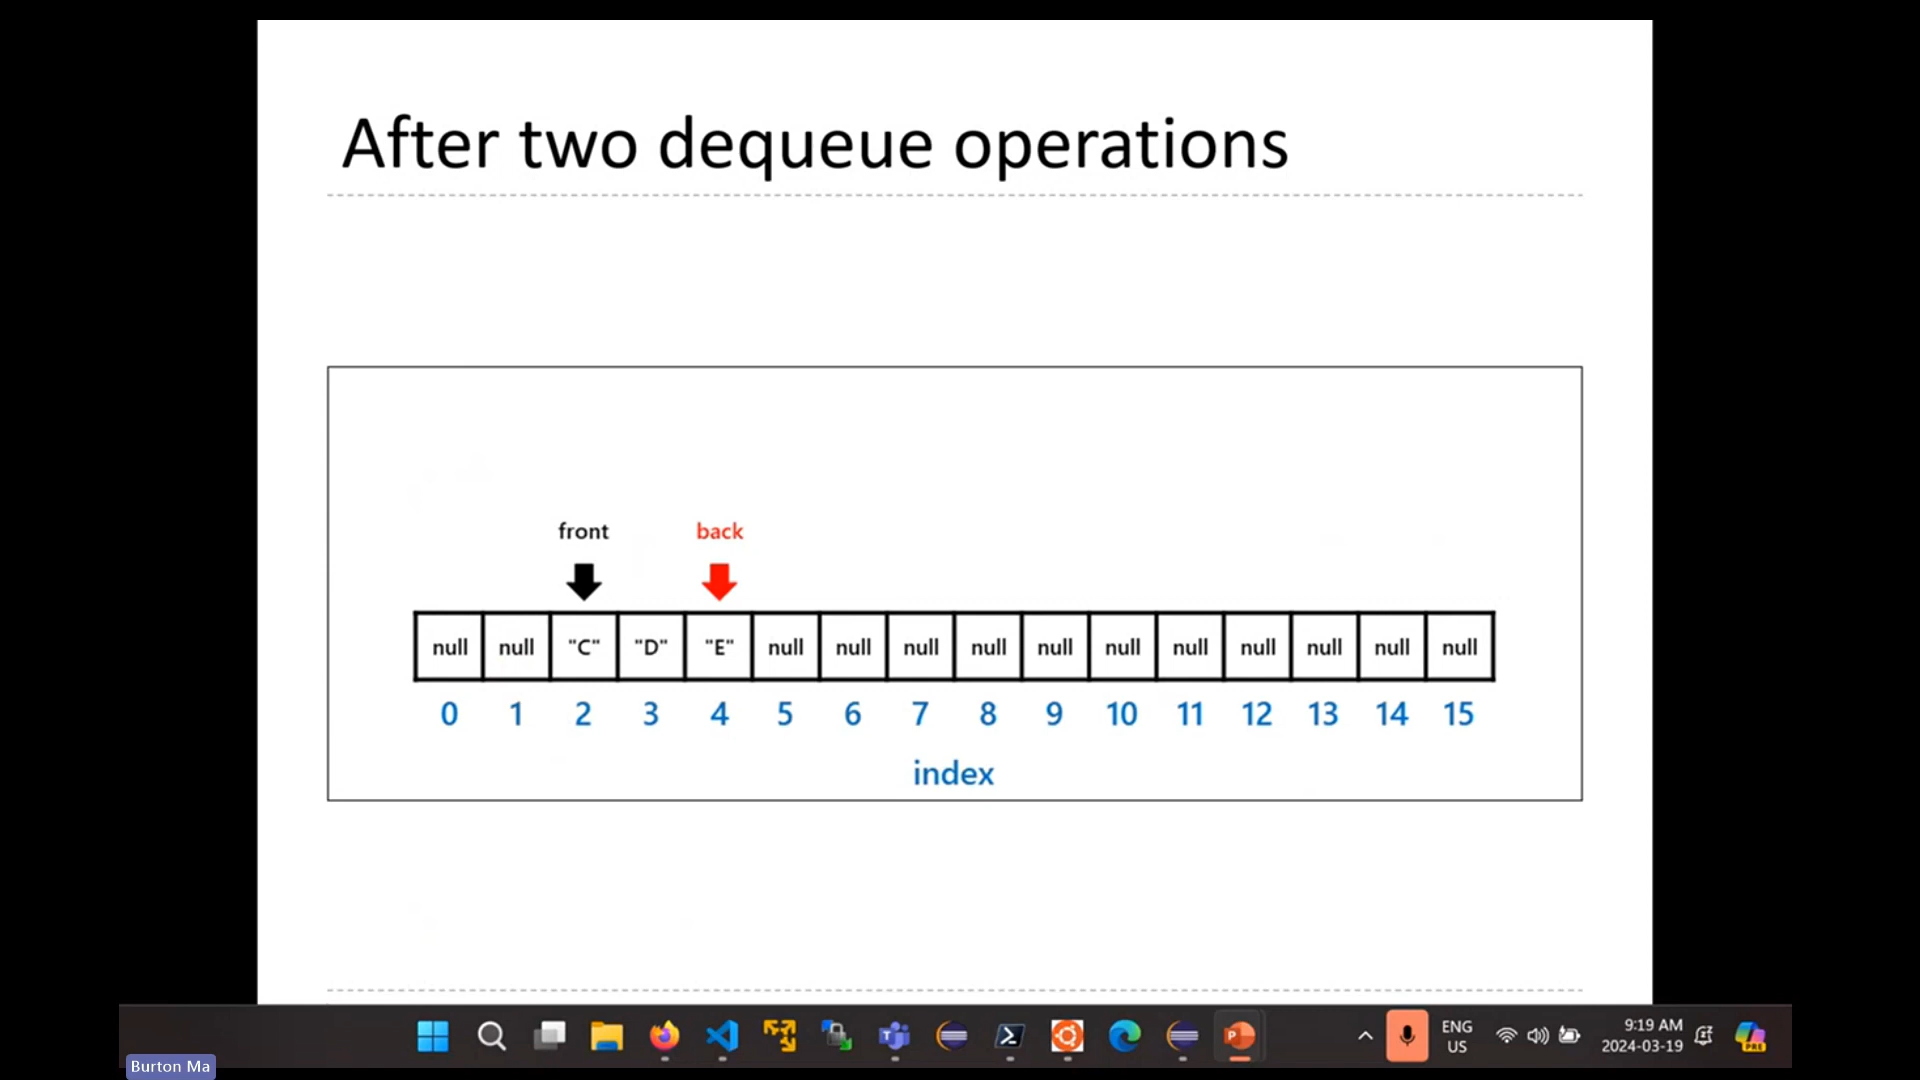 After two dequeue operations
front back
null null "C" "D" "E" null null null null null null null null null null null
0 1 2 3 4 5 6 7 8 9 10 11 12 13 14 15
index
ENG 9:19 AM
US 2024-03-19
PRE
Burton Ma